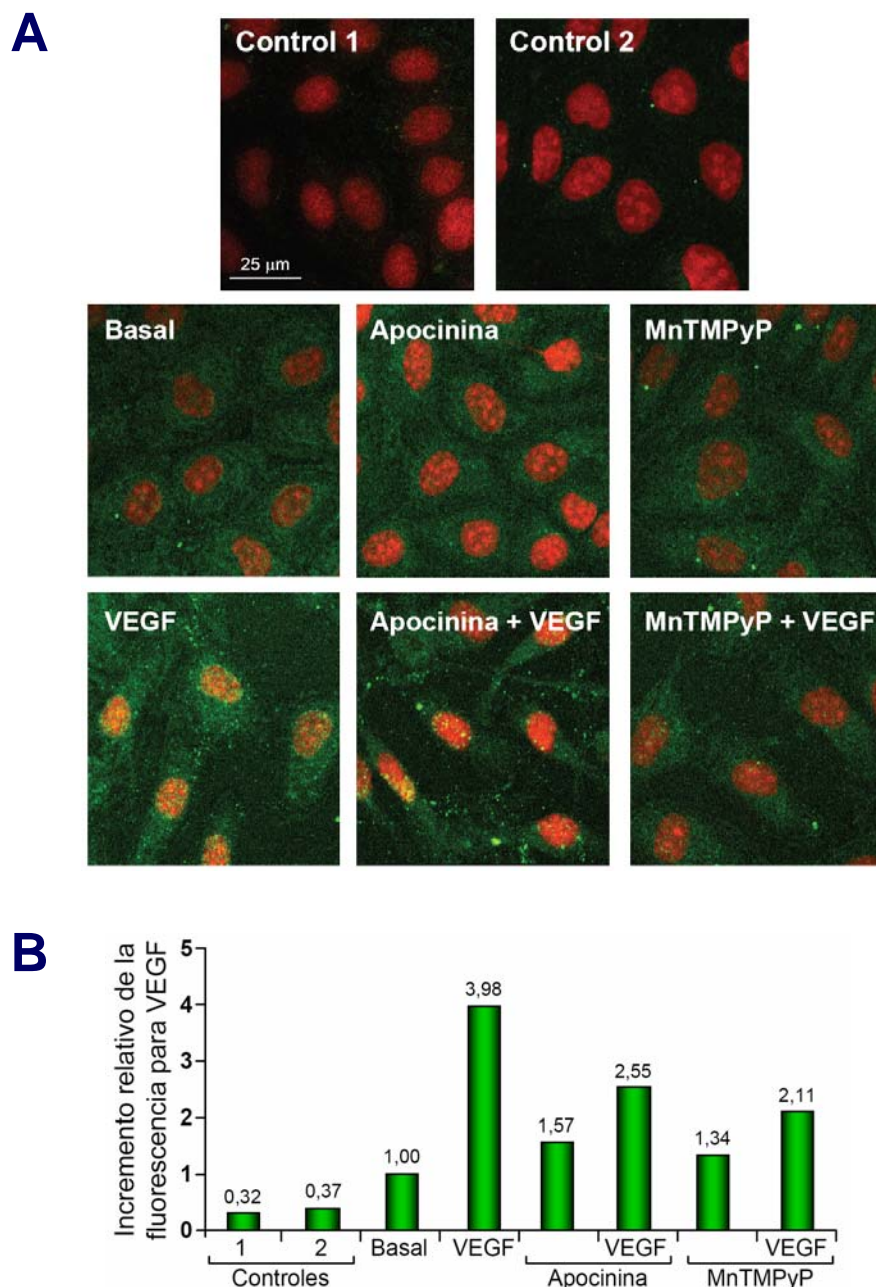 A
Control 1
Control 2
25 µm
Basal
Apocinina
MnTMPyP
VEGF
Apocinina + VEGF
MnTMPyP + VEGF
B
Incremento relativo de la
fluorescencia para VEGF
5
4
3
2
1
0
0,32
0,37
1,00
3,98
1,57
2,55
1,34
2,11
1
2
Basal
VEGF
VEGF
VEGF
Controles
Apocinina
MnTMPyP